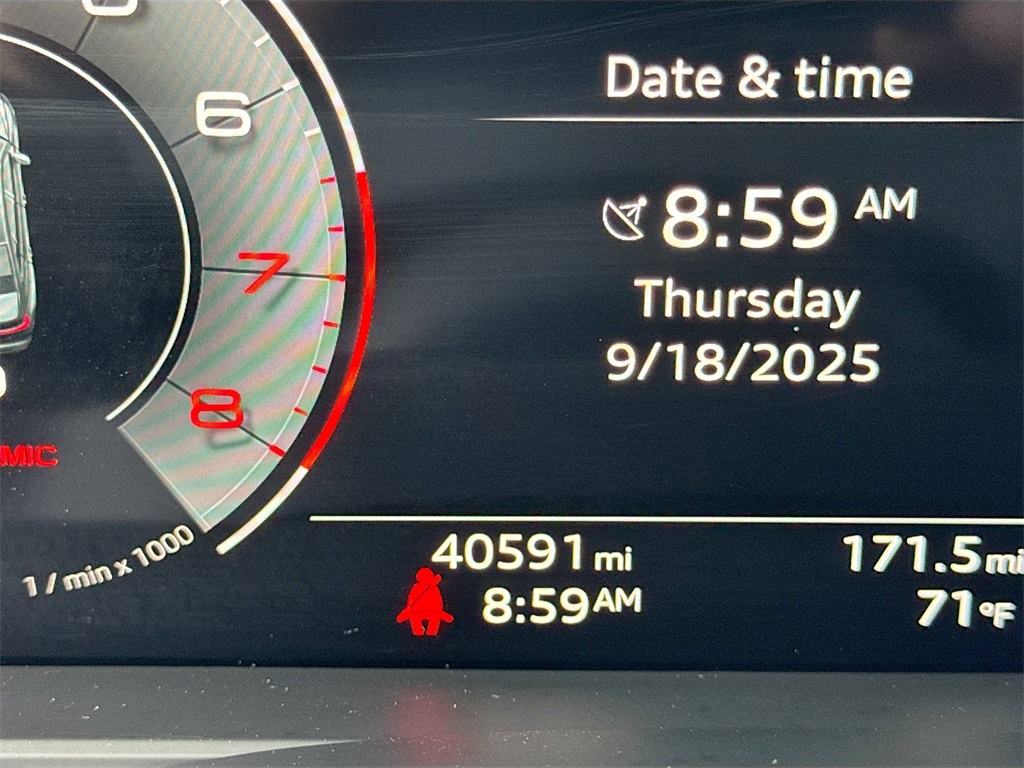 6
7
8
1 / min x 1000
Date & time
8:59 AM
Thursday
9/18/2025
40591 mi
8:59 AM
171.5 mi
71 °F